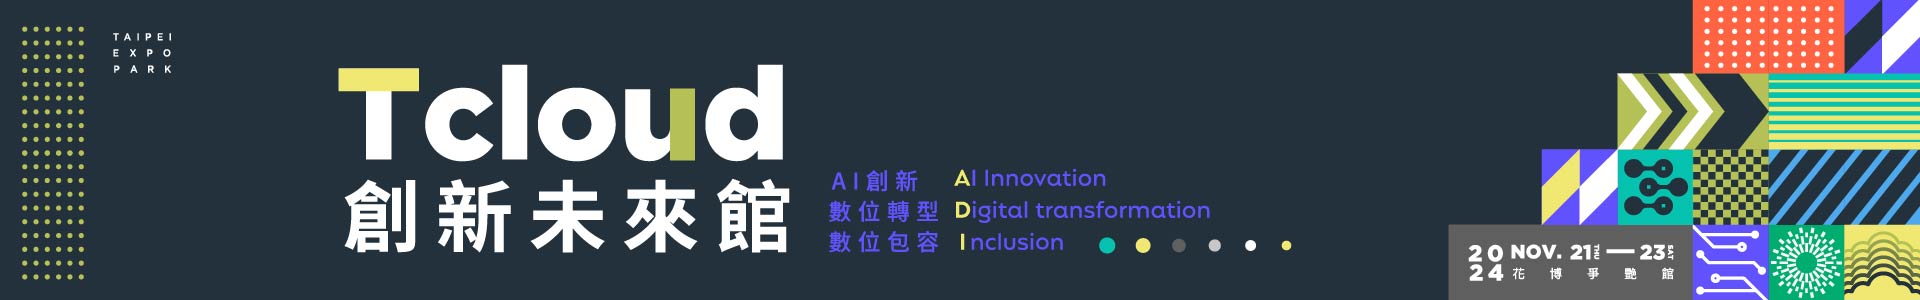 TAIPEI
EXPO
PARK
Tcloud
創新未來館
AI創新 AI Innovation
數位轉型 Digital transformation
數位包容 Inclusion
2024 NOV. 21 THU — 23 SAT
花博爭艷館